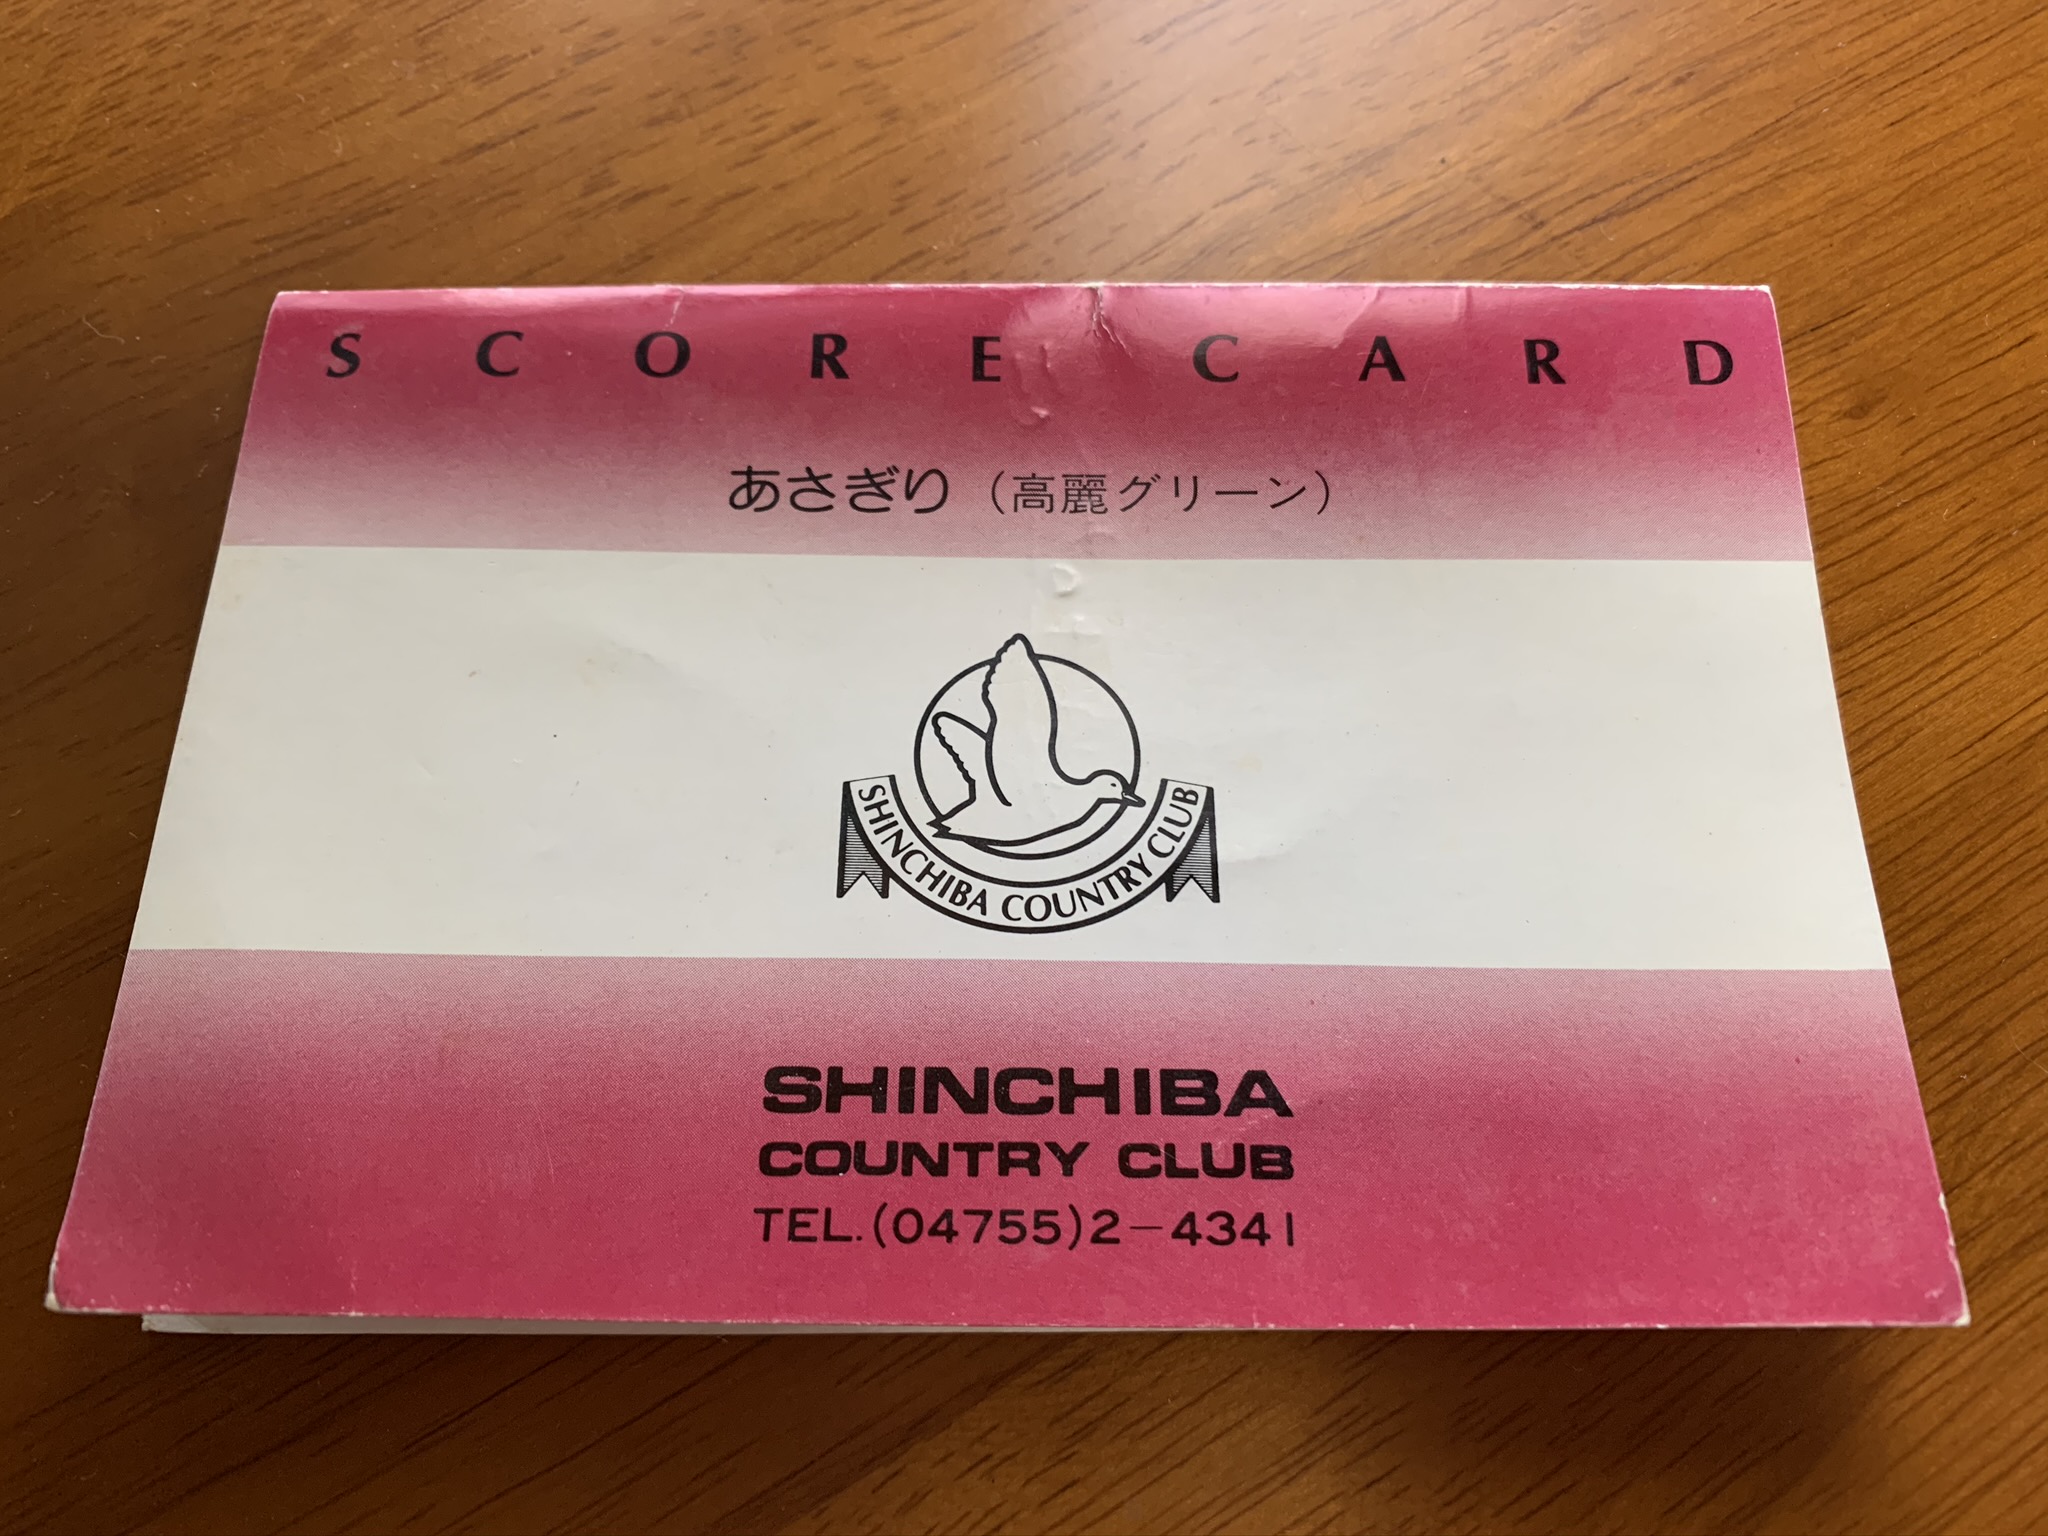 SCORE CARD
あさぎり（高麗グリーン）
SHINCHIBA COUNTRY CLUB
SHINCHIBA
COUNTRY CLUB
TEL.(04755)2-4341